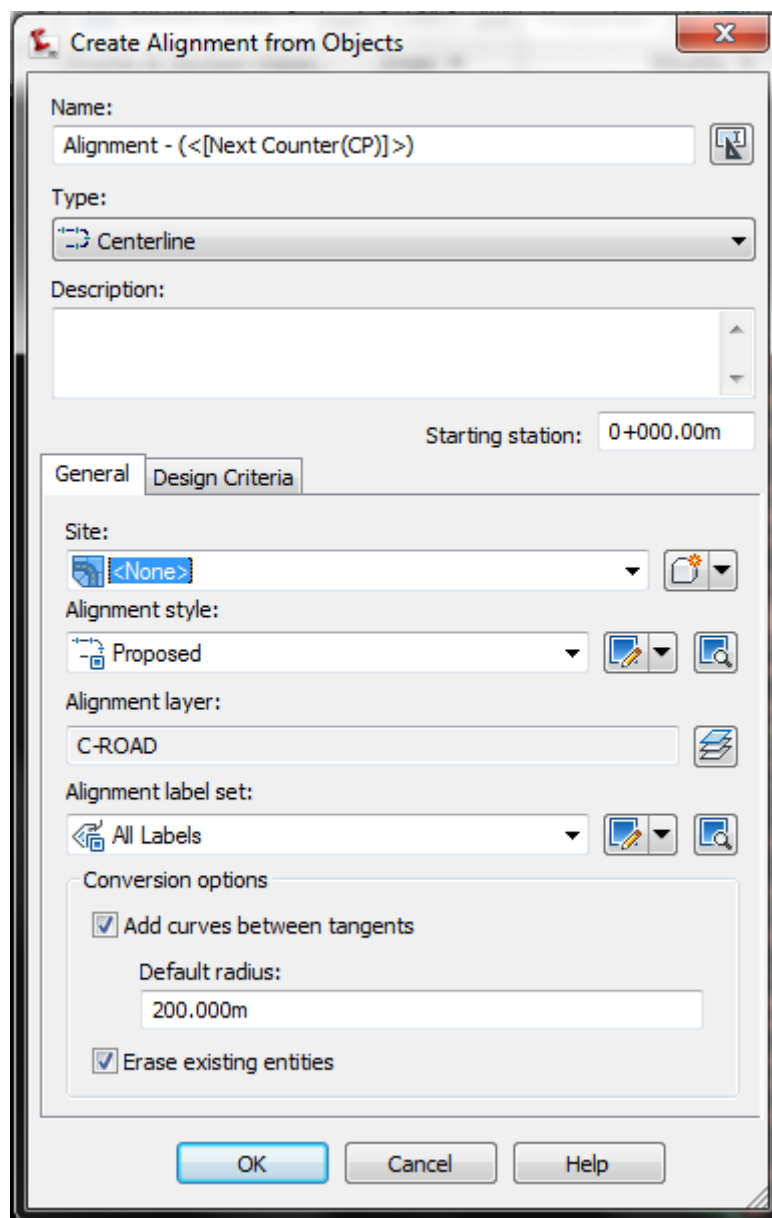 Create Alignment from Objects
Name:
Alignment - (<[Next Counter(CP)]>)
Type:
Centerline
Description:
Starting station: 0+000.00m
General Design Criteria
Site:
<None>
Alignment style:
Proposed
Alignment layer:
C-ROAD
Alignment label set:
All Labels
Conversion options
Add curves between tangents
Default radius:
200.000m
Erase existing entities
OK Cancel Help